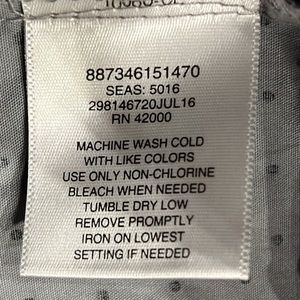 887346151470
SEAS: 5016
298146720JUL16
RN 42000
MACHINE WASH COLD
WITH LIKE COLORS
USE ONLY NON-CHLORINE
BLEACH WHEN NEEDED
TUMBLE DRY LOW
REMOVE PROMPTLY
IRON ON LOWEST
SETTING IF NEEDED